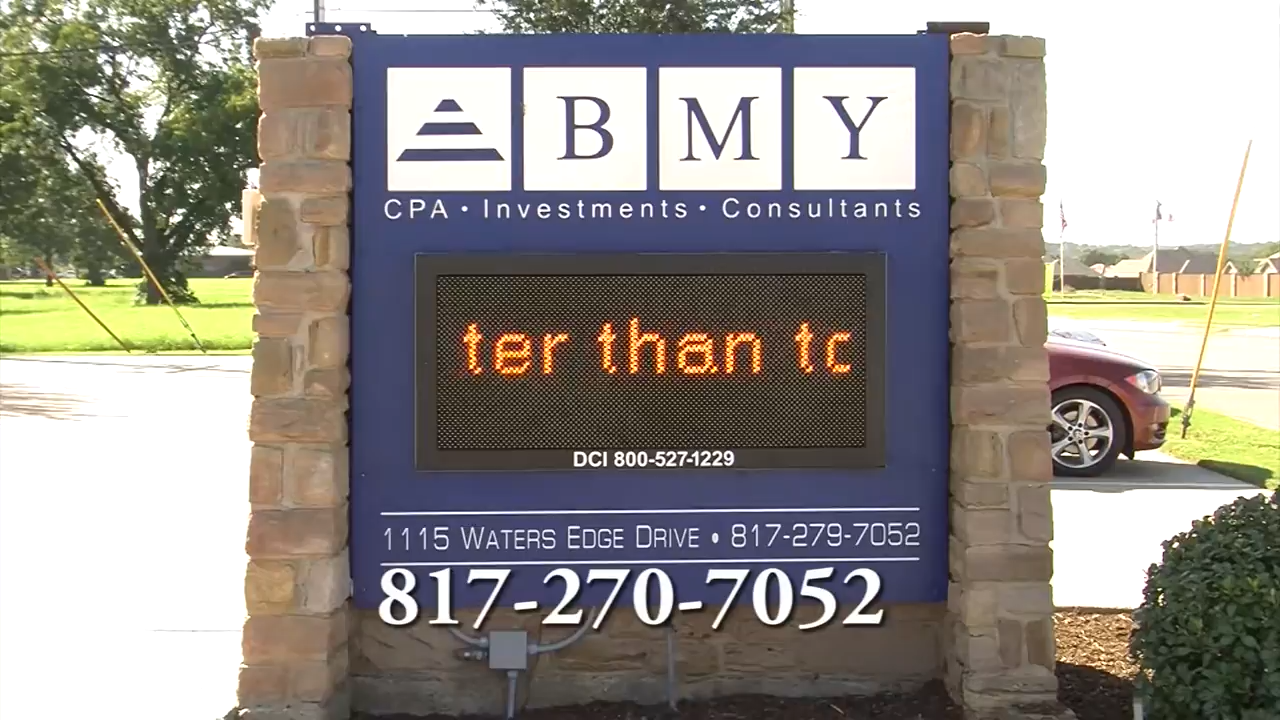 BMY
CPA • Investments • Consultants
ter than to
DCI 800-527-1229
1115 WATERS EDGE DRIVE • 817-279-7052
817-270-7052